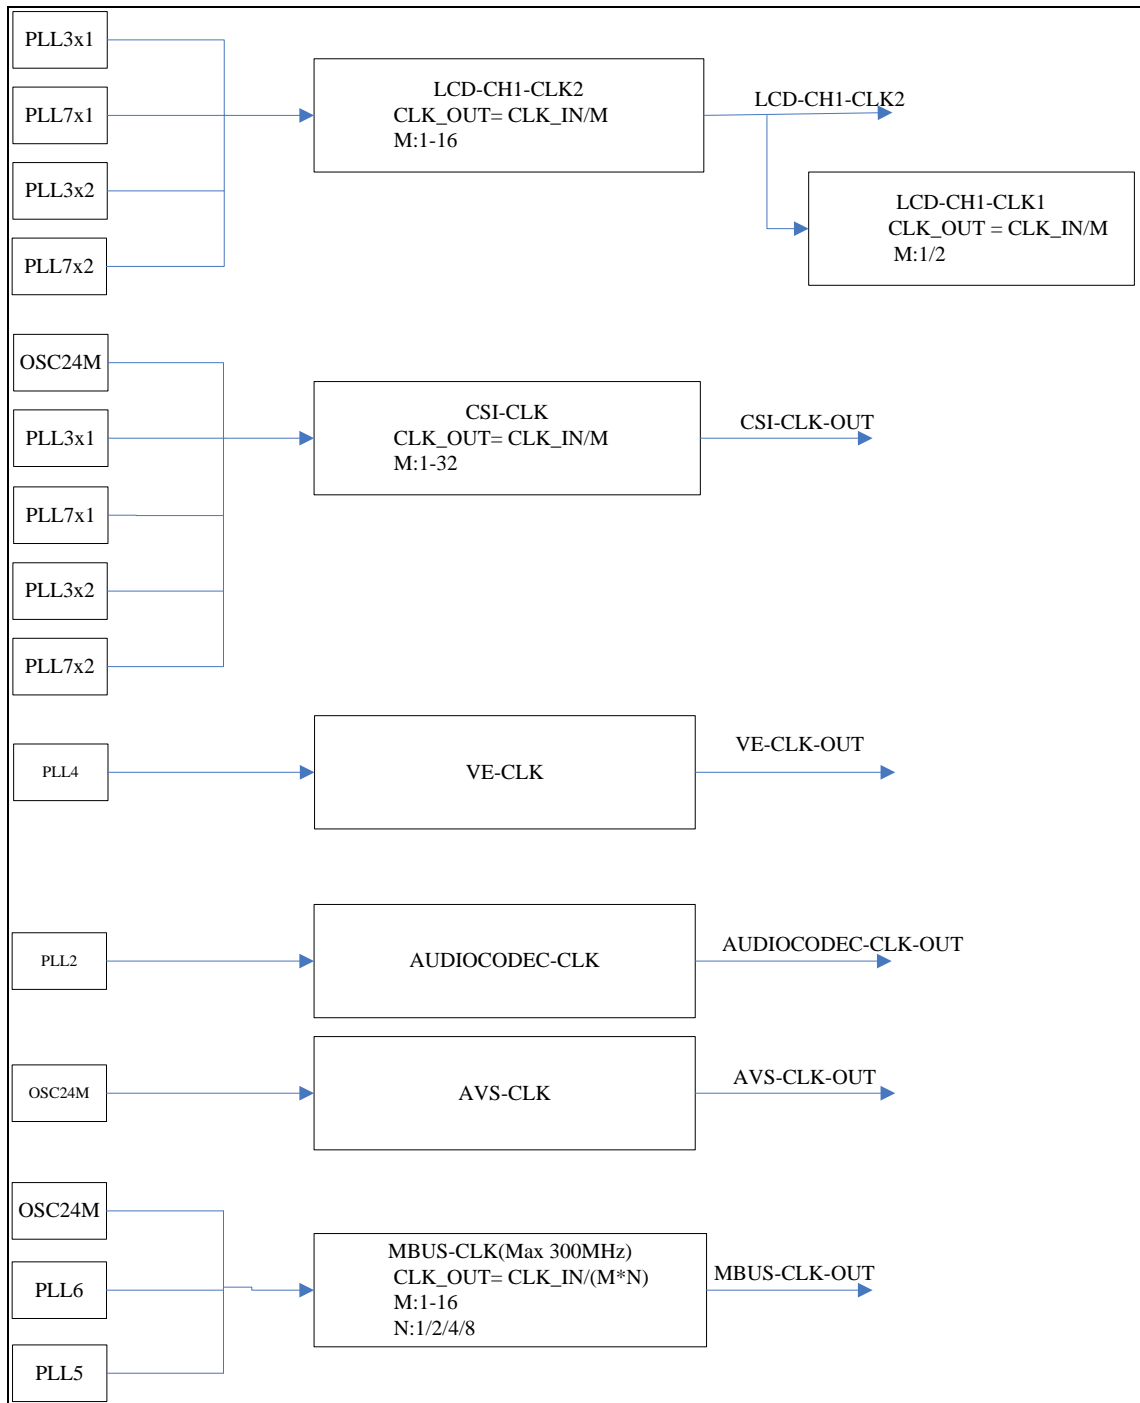 PLL3x1
PLL7x1
PLL3x2
PLL7x2
LCD-CH1-CLK2
CLK_OUT= CLK_IN/M
M:1-16
LCD-CH1-CLK2
LCD-CH1-CLK1
CLK_OUT = CLK_IN/M
M:1/2
OSC24M
PLL3x1
PLL7x1
PLL3x2
PLL7x2
CSI-CLK
CLK_OUT= CLK_IN/M
M:1-32
CSI-CLK-OUT
PLL4
VE-CLK
VE-CLK-OUT
PLL2
AUDIOCODEC-CLK
AUDIOCODEC-CLK-OUT
OSC24M
AVS-CLK
AVS-CLK-OUT
OSC24M
PLL6
PLL5
MBUS-CLK(Max 300MHz)
CLK_OUT= CLK_IN/(M*N)
M:1-16
N:1/2/4/8
MBUS-CLK-OUT